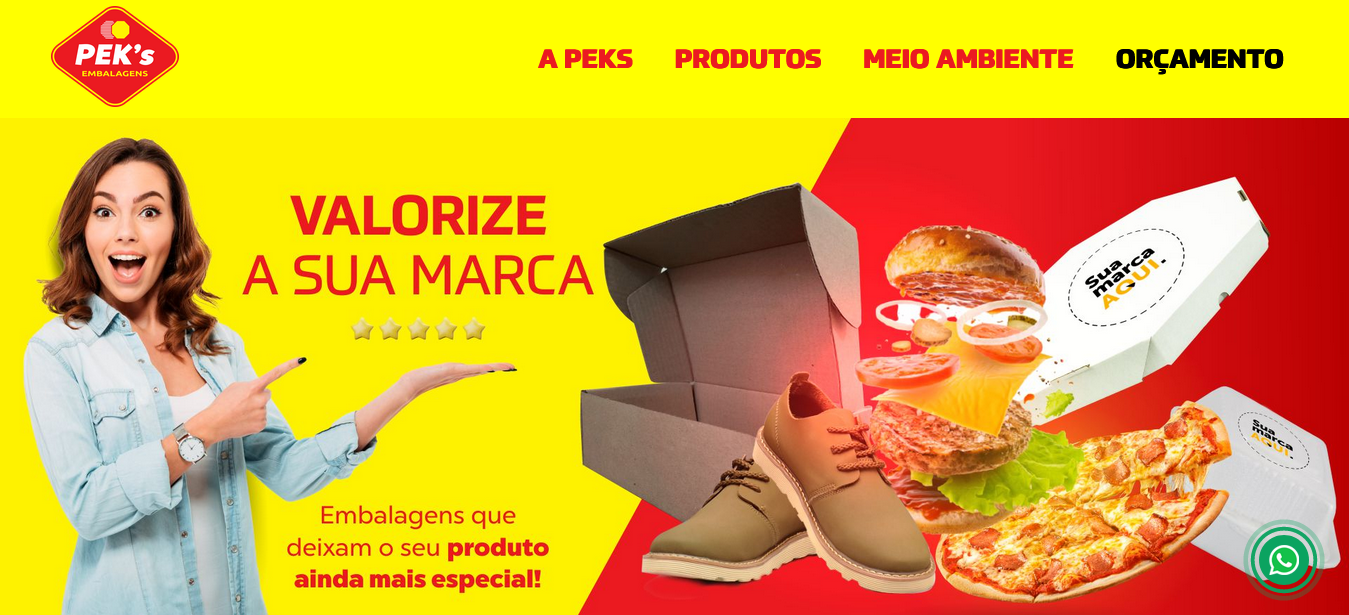 PEK's
EMBALAGENS
A PEKS PRODUTOS MEIO AMBIENTE ORÇAMENTO
VALORIZE
A SUA MARCA
Embalagens que
deixam o seu produto
ainda mais especial!
Sua
marca
AQUI.
Sua
marca
AQUI.